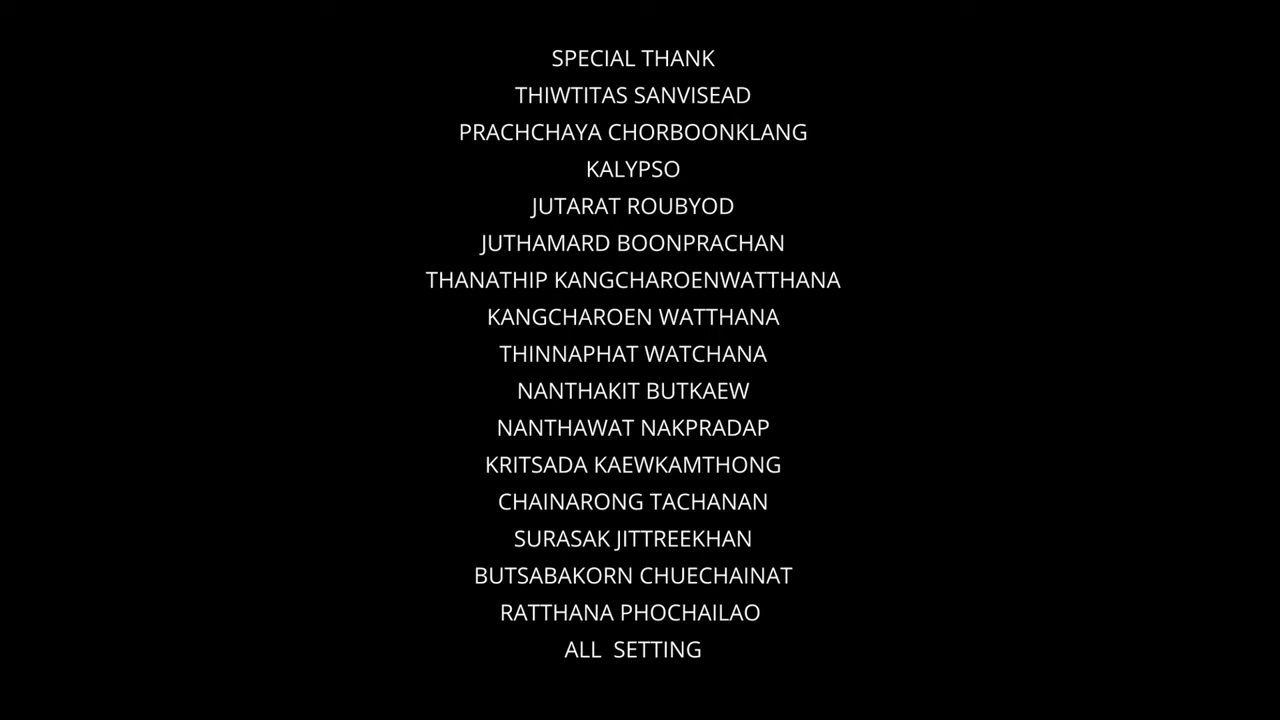 SPECIAL THANK
THIWTITAS SANVISEAD
PRACHCHAYA CHORBOONKLANG
KALYPSO
JUTARAT ROUBYOD
JUTHAMARD BOONPRACHAN
THANATHIP KANGCHAROENWATTHANA
KANGCHAROEN WATTHANA
THINNAPHAT WATCHANA
NANTHAKIT BUTKAEW
NANTHAWAT NAKPRADAP
KRITSADA KAEWKAMTHONG
CHAINARONG TACHANAN
SURASAK JITTREEKHAN
BUTSABAKORN CHUECHAINAT
RATTHANA PHOCHAILAO
ALL  SETTING